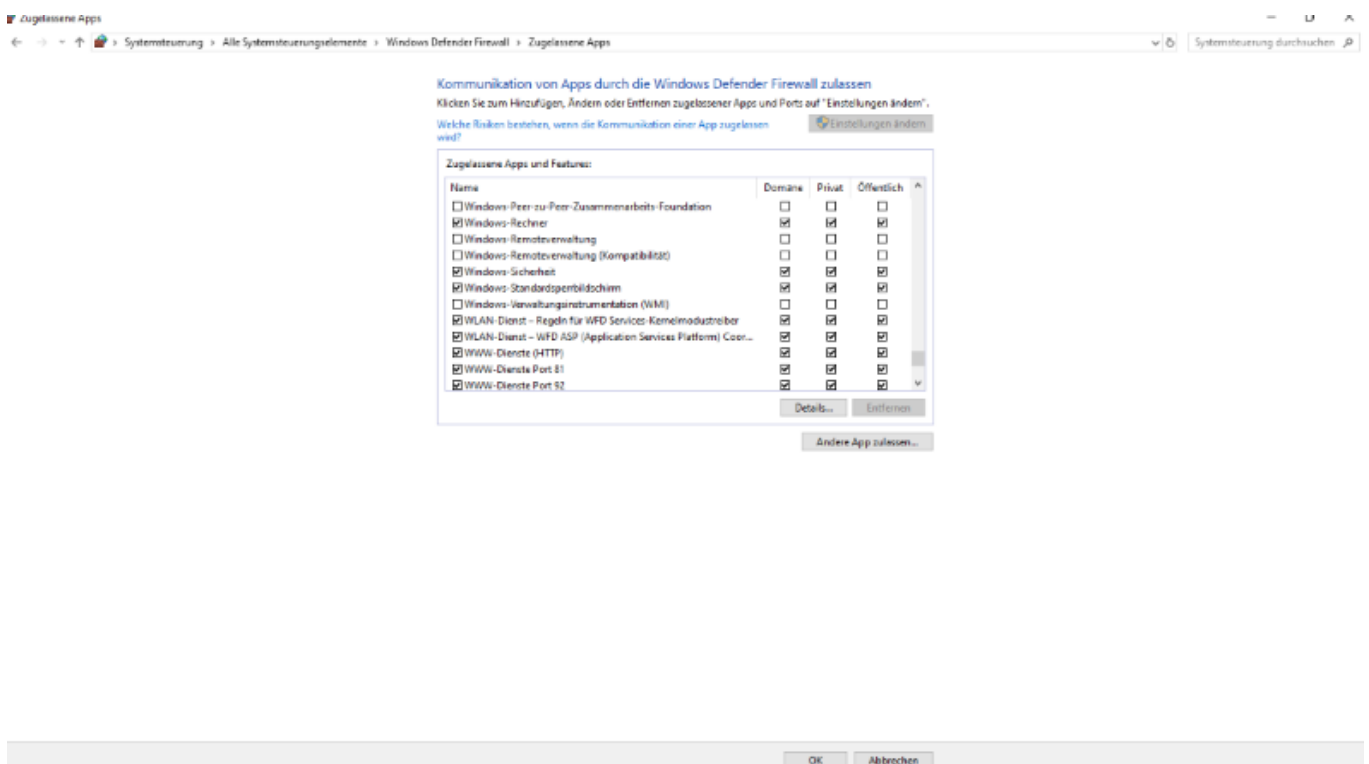 Zugelassene Apps
Systemsteuerung › Alle Systemsteuerungselemente › Windows Defender Firewall › Zugelassene Apps
Systemsteuerung durchsuchen
Kommunikation von Apps durch die Windows Defender Firewall zulassen
Klicken Sie zum Hinzufügen, Ändern oder Entfernen zugelassener Apps und Ports auf "Einstellungen ändern".
Welche Risiken bestehen, wenn die Kommunikation einer App zugelassen
wird?
Einstellungen ändern
Zugelassene Apps und Features:
Name Domäne Privat Öffentlich
Windows-Peer-zu-Peer-Zusammenarbeits-Foundation
Windows-Rechner
Windows-Remoteverwaltung
Windows-Remoteverwaltung (Kompatibilität)
Windows-Sicherheit
Windows-Standardsperrbildschirm
Windows-Verwaltungsinstrumentation (WMI)
WLAN-Dienst – Regeln für WFD Services-Kernelmodustreiber
WLAN-Dienst – WFD ASP (Application Services Platform) Coor...
WWW-Dienste (HTTP)
WWW-Dienste Port 81
WWW-Dienste Port 92
Details... Entfernen
Andere App zulassen...
OK Abbrechen